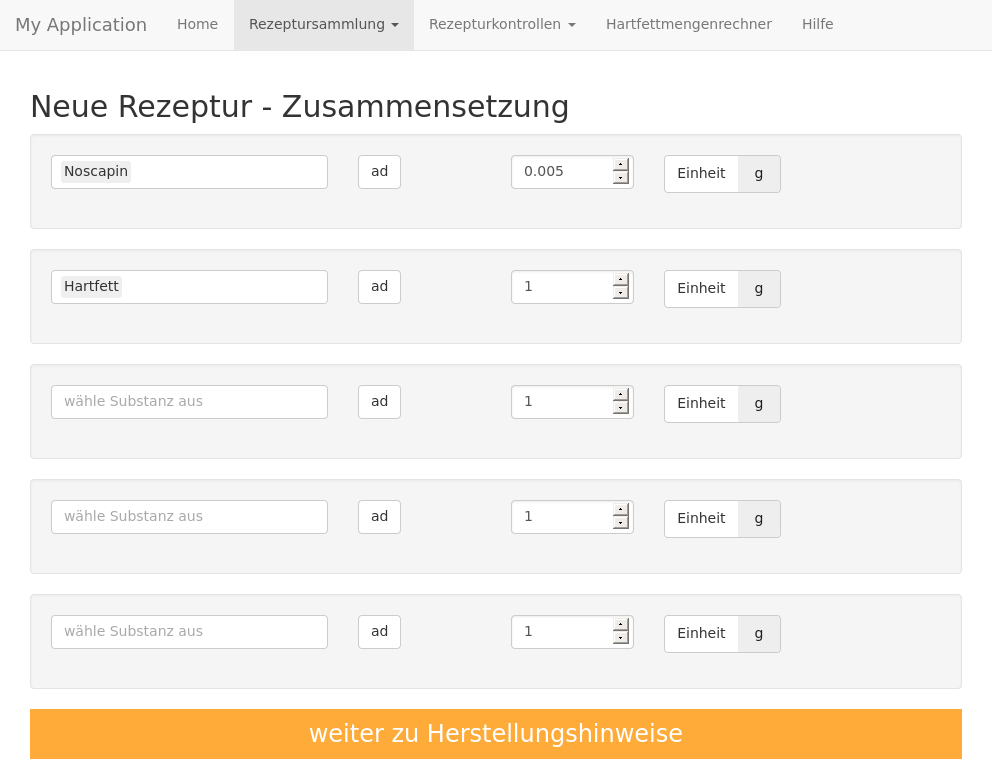 My Application Home Rezeptursammlung Rezepturkontrollen Hartfettmengenrechner Hilfe
Neue Rezeptur - Zusammensetzung
Noscapin ad 0.005 Einheit g
Hartfett ad 1 Einheit g
wähle Substanz aus ad 1 Einheit g
wähle Substanz aus ad 1 Einheit g
wähle Substanz aus ad 1 Einheit g
weiter zu Herstellungshinweise